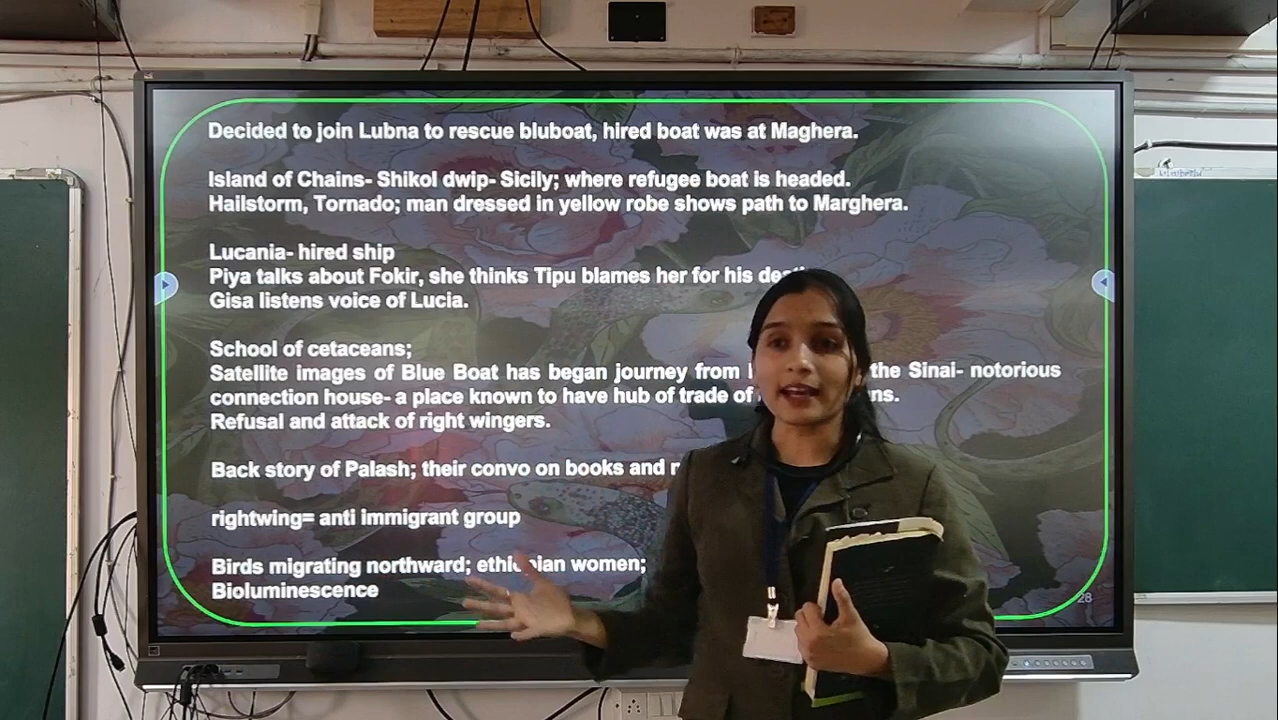 Decided to join Lubna to rescue bluboat, hired boat was at Maghera.
Island of Chains- Shikol dwip- Sicily; where refugee boat is headed.
Hailstorm, Tornado; man dressed in yellow robe shows path to Marghera.
Lucania- hired ship
Piya talks about Fokir, she thinks Tipu blames her for his
Gisa listens voice of Lucia.
School of cetaceans;
Satellite images of Blue Boat has began journey from the Sinai- notorious
connection house- a place known to have hub of trade of
Refusal and attack of right wingers.
Back story of Palash; their convo on books and
rightwing= anti immigrant group
Birds migrating northward; women;
Bioluminescence
28